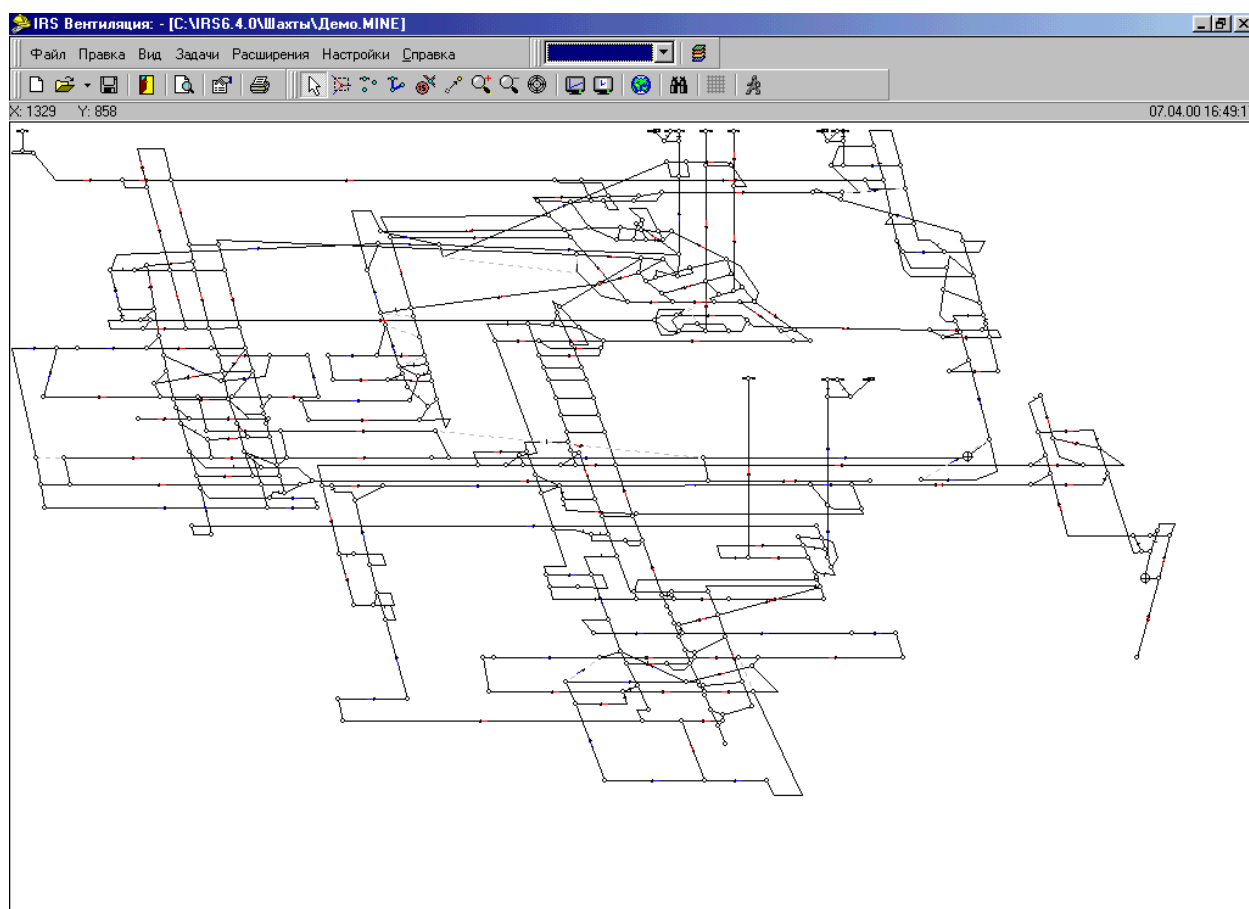 IRS Вентиляция: - [C:\IRS6.4.0\Шахты\Демо.MINE]
Файл Правка Вид Задачи Расширения Настройки Справка
X: 1329 Y: 858 07.04.00 16:49:1